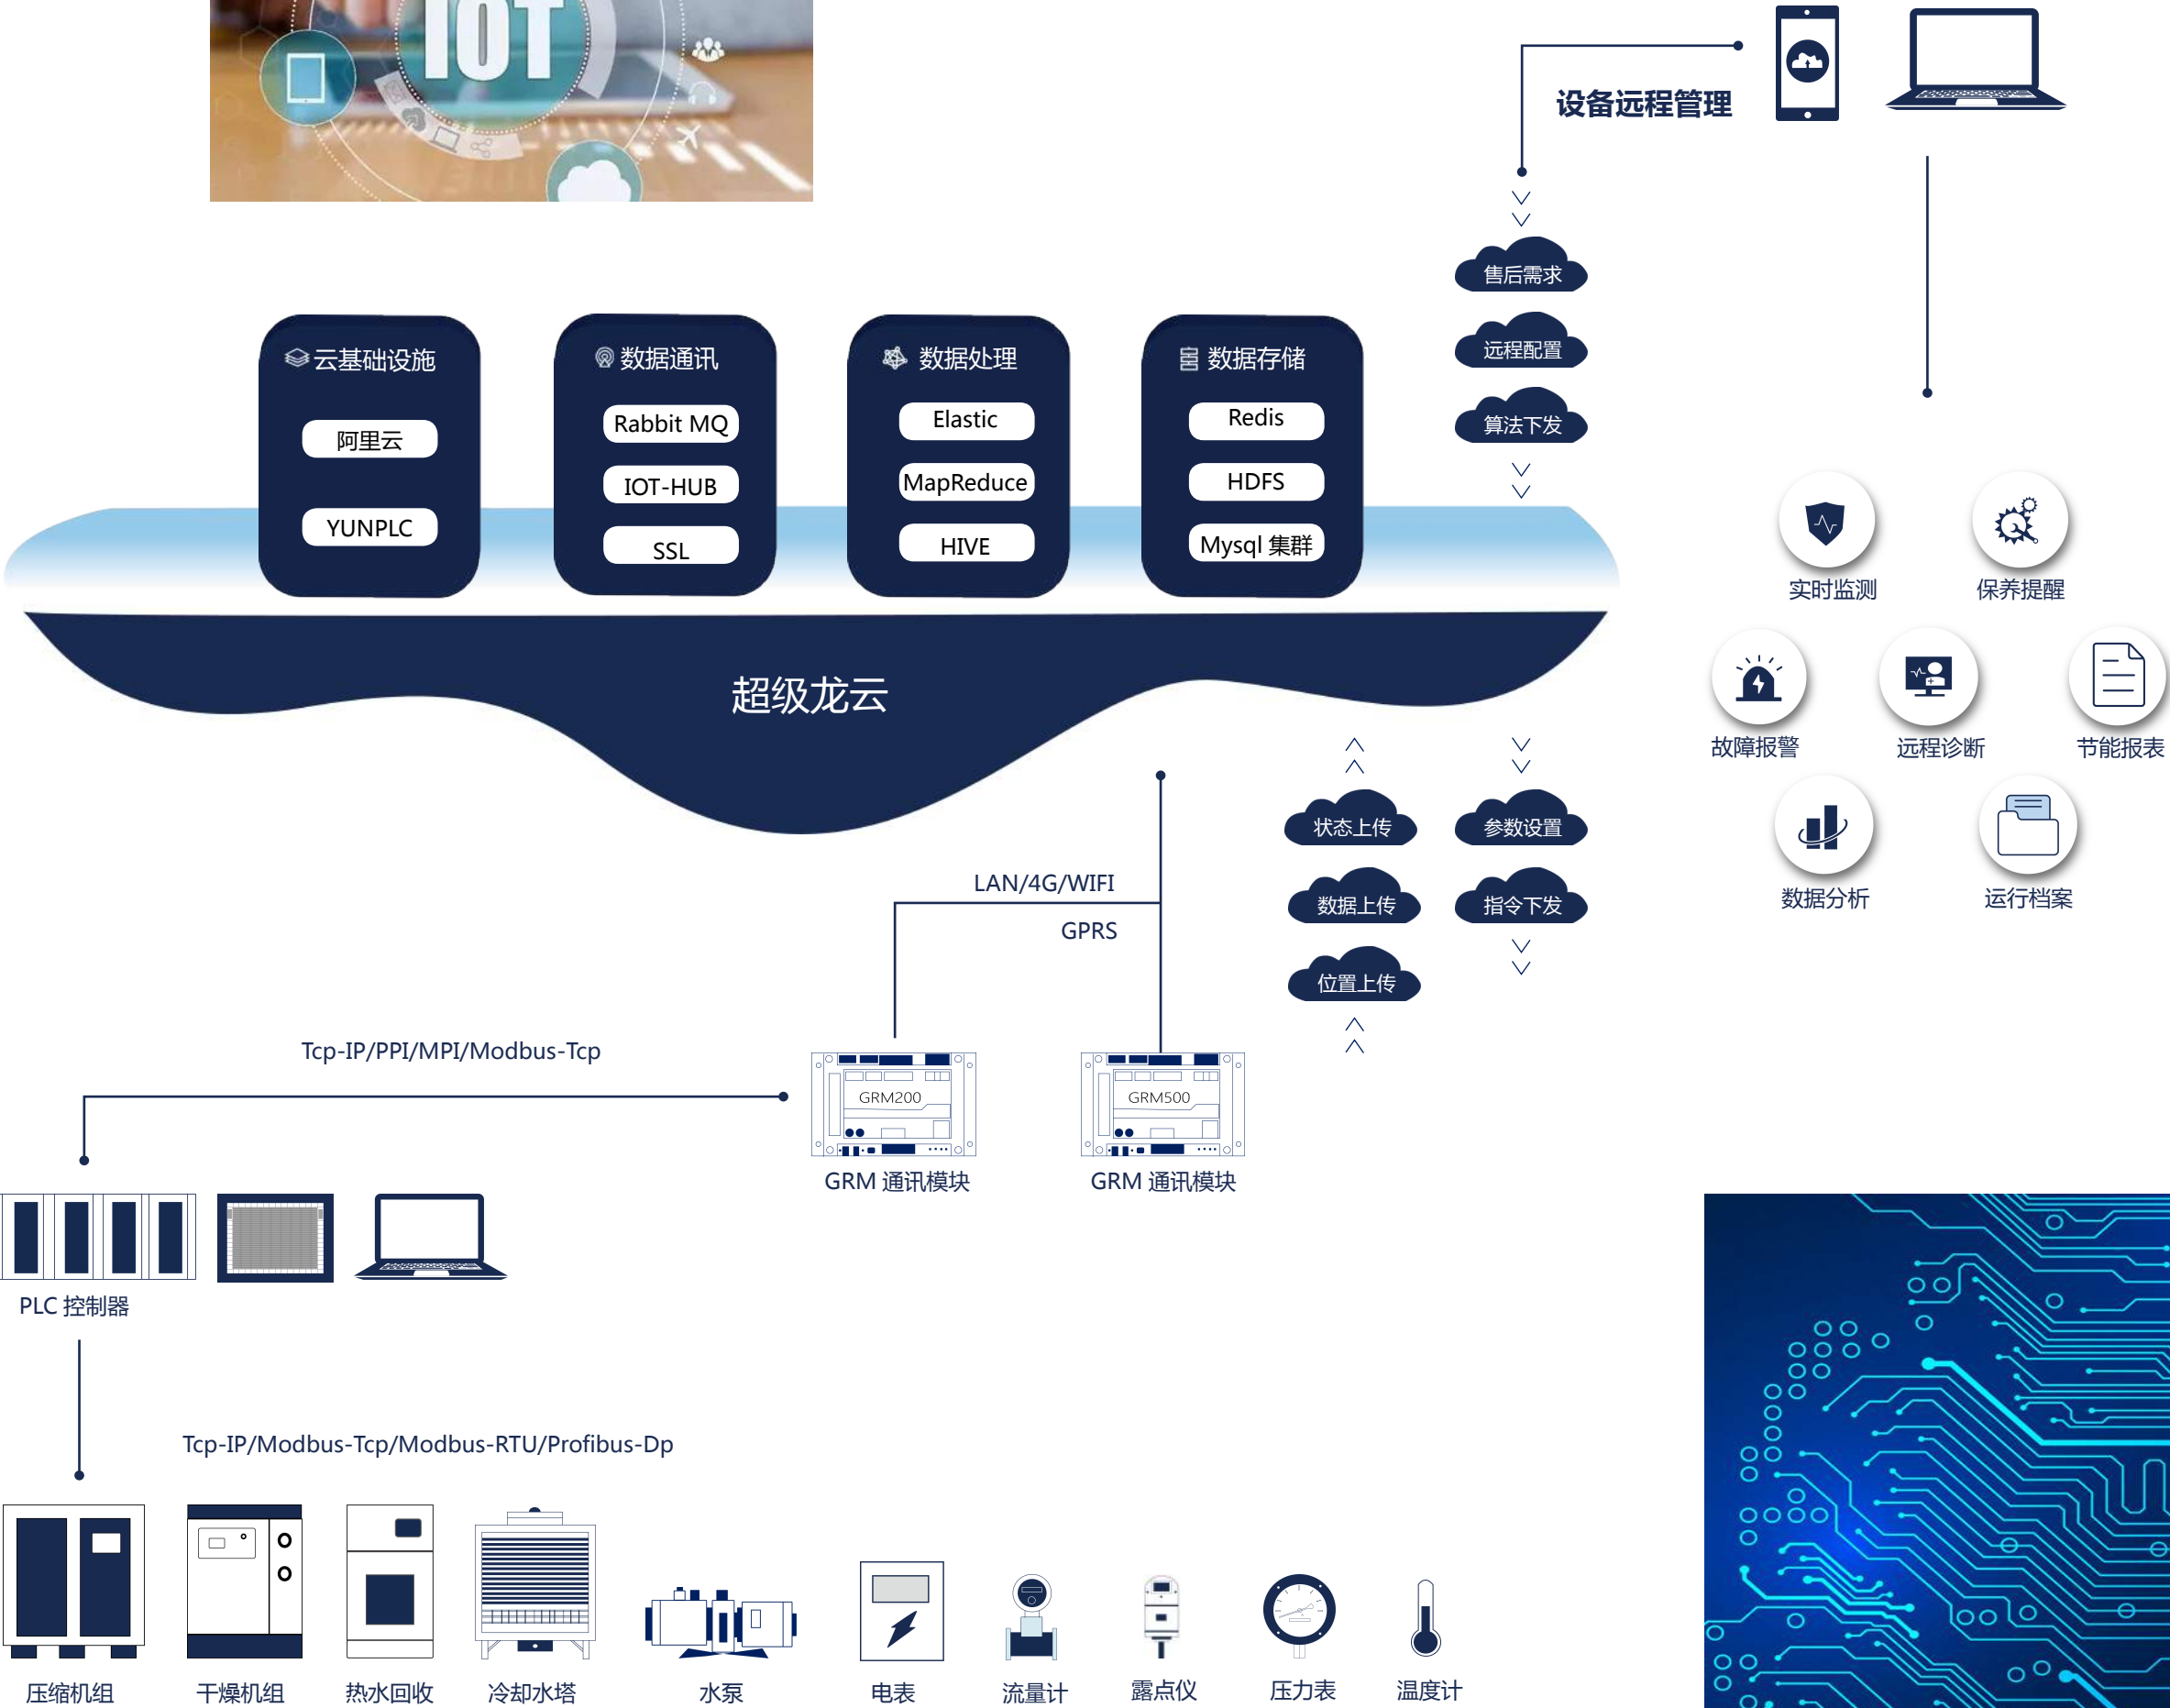 IOT
设备远程管理
售后需求
远程配置
算法下发
云基础设施
阿里云
YUNPLC
数据通讯
Rabbit MQ
IOT-HUB
SSL
数据处理
Elastic
MapReduce
HIVE
数据存储
Redis
HDFS
Mysql 集群
超级龙云
实时监测
保养提醒
故障报警
远程诊断
节能报表
数据分析
运行档案
状态上传
数据上传
位置上传
参数设置
指令下发
LAN/4G/WIFI
GPRS
Tcp-IP/PPI/MPI/Modbus-Tcp
GRM200
GRM 通讯模块
GRM500
GRM 通讯模块
PLC 控制器
Tcp-IP/Modbus-Tcp/Modbus-RTU/Profibus-Dp
压缩机组
干燥机组
热水回收
冷却水塔
水泵
电表
流量计
露点仪
压力表
温度计